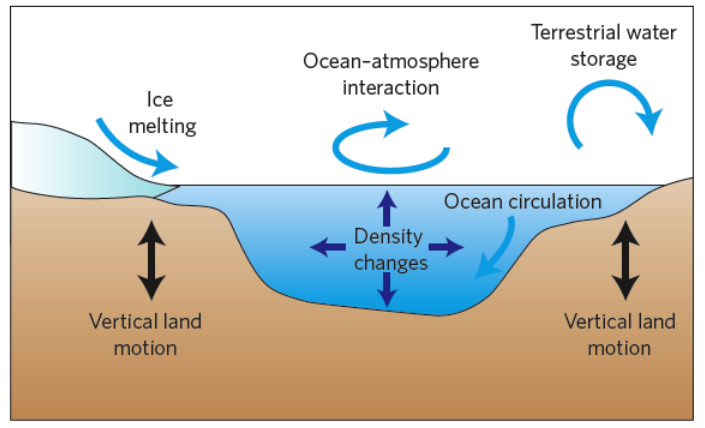 Terrestrial water
storage
Ocean–atmosphere
interaction
Ice
melting
Ocean circulation
Density
changes
Vertical land
motion
Vertical land
motion